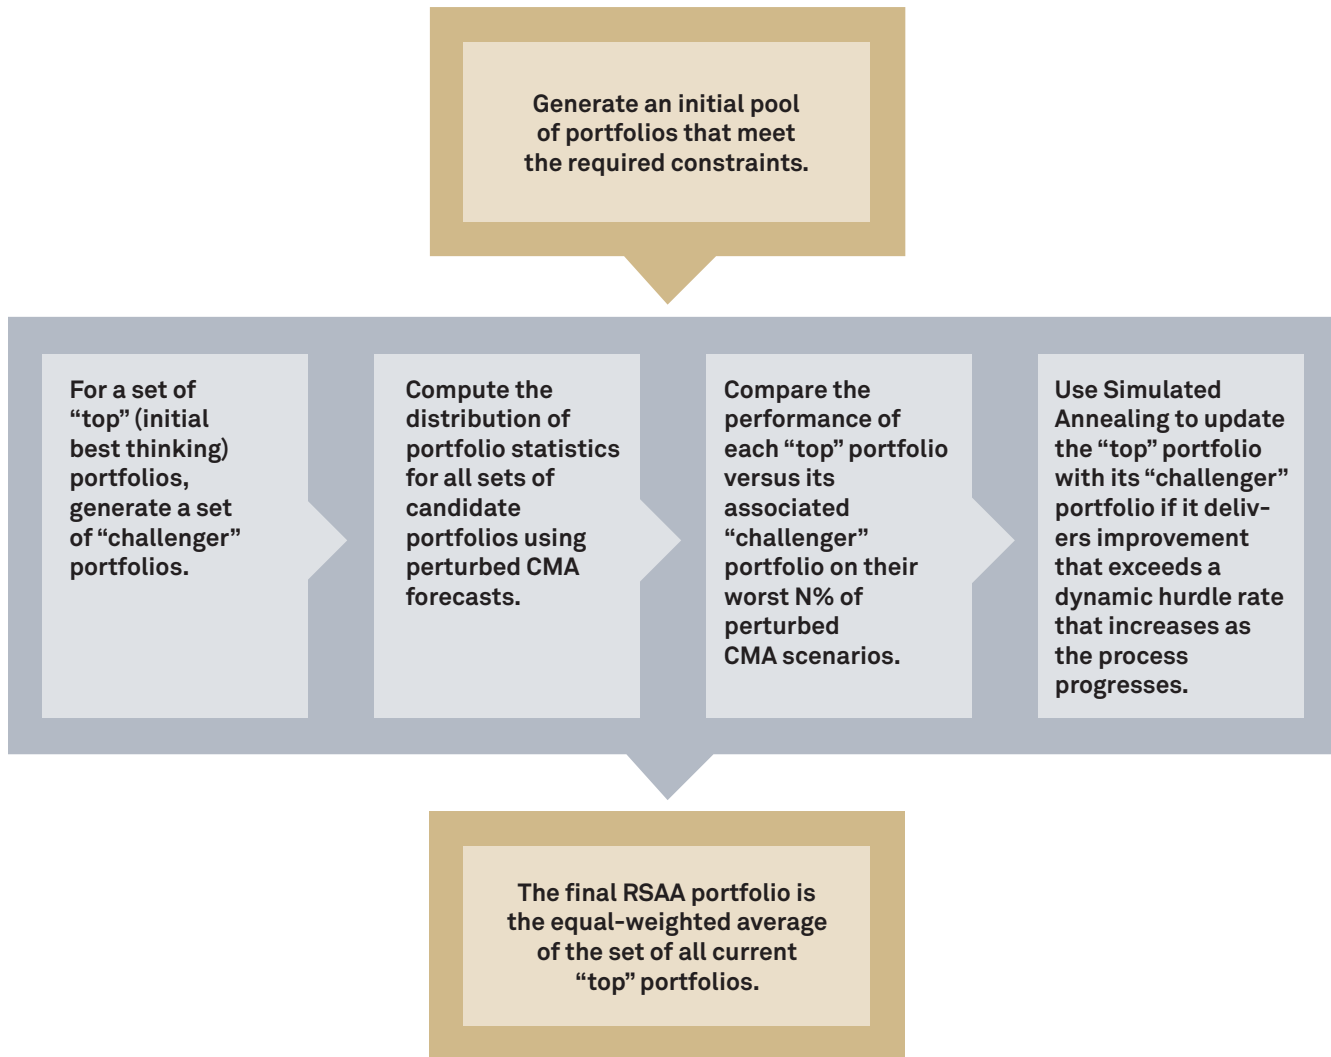 Generate an initial pool
of portfolios that meet
the required constraints.
For a set of
“top” (initial
best thinking)
portfolios,
generate a set
of “challenger”
portfolios.
Compute the
distribution of
portfolio statistics
for all sets of
candidate
portfolios using
perturbed CMA
forecasts.
Compare the
performance of
each “top” portfolio
versus its
associated
“challenger”
portfolio on their
worst N% of
perturbed
CMA scenarios.
Use Simulated
Annealing to update
the “top” portfolio
with its “challenger”
portfolio if it deliv-
ers improvement
that exceeds a
dynamic hurdle rate
that increases as
the process
progresses.
The final RSAA portfolio is
the equal-weighted average
of the set of all current
“top” portfolios.